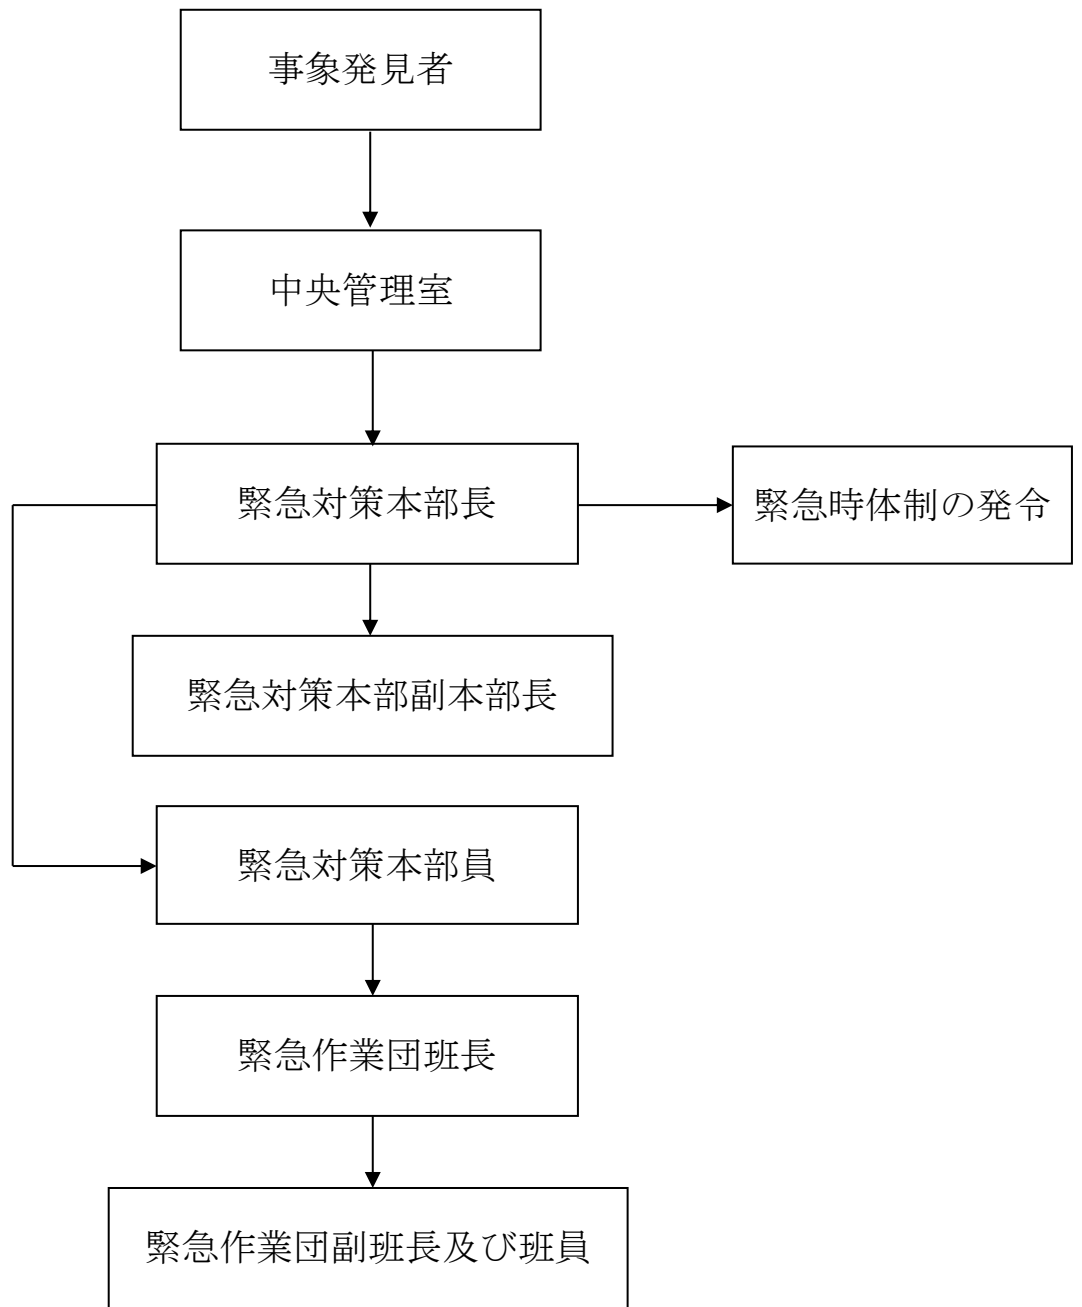 事象発見者
中央管理室
緊急対策本部長
緊急時体制の発令
緊急対策本部副本部長
緊急対策本部員
緊急作業団班長
緊急作業団副班長及び班員